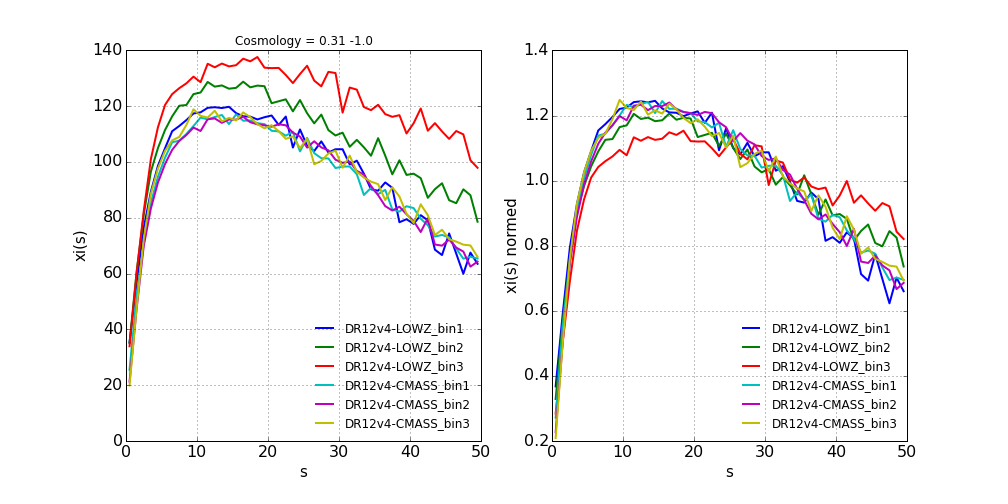 Cosmology = 0.31 -1.0
xi(s)
140
120
100
80
60
40
20
0
0
10
20
30
40
50
s
DR12v4-LOWZ_bin1
DR12v4-LOWZ_bin2
DR12v4-LOWZ_bin3
DR12v4-CMASS_bin1
DR12v4-CMASS_bin2
DR12v4-CMASS_bin3
xi(s) normed
1.4
1.2
1.0
0.8
0.6
0.4
0.2
0
10
20
30
40
50
s
DR12v4-LOWZ_bin1
DR12v4-LOWZ_bin2
DR12v4-LOWZ_bin3
DR12v4-CMASS_bin1
DR12v4-CMASS_bin2
DR12v4-CMASS_bin3